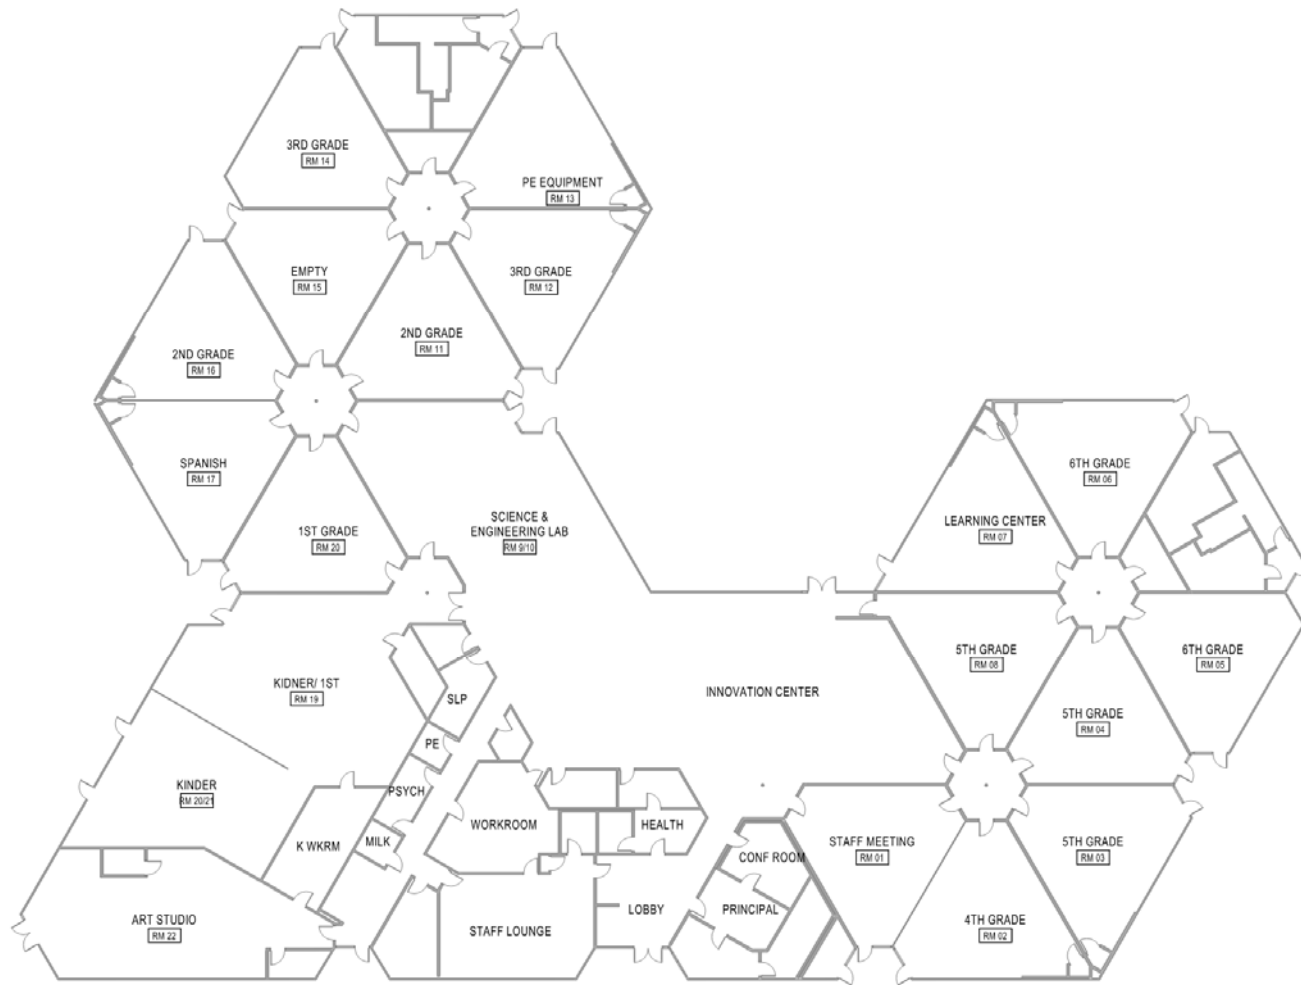 3RD GRADE
RM 14
PE EQUIPMENT
RM 13
EMPTY
RM 15
3RD GRADE
RM 12
2ND GRADE
RM 11
2ND GRADE
RM 16
SPANISH
RM 17
1ST GRADE
RM 20
SCIENCE &
ENGINEERING LAB
RM 9/10
6TH GRADE
RM 06
LEARNING CENTER
RM 07
5TH GRADE
RM 08
6TH GRADE
RM 05
5TH GRADE
RM 04
KIDNER/ 1ST
RM 19
SLP
INNOVATION CENTER
PE
KINDER
RM 20/21
PSYCH
WORKROOM
HEALTH
K WKRM
MILK
CONF ROOM
STAFF MEETING
RM 01
5TH GRADE
RM 03
ART STUDIO
RM 22
STAFF LOUNGE
LOBBY
PRINCIPAL
4TH GRADE
RM 02